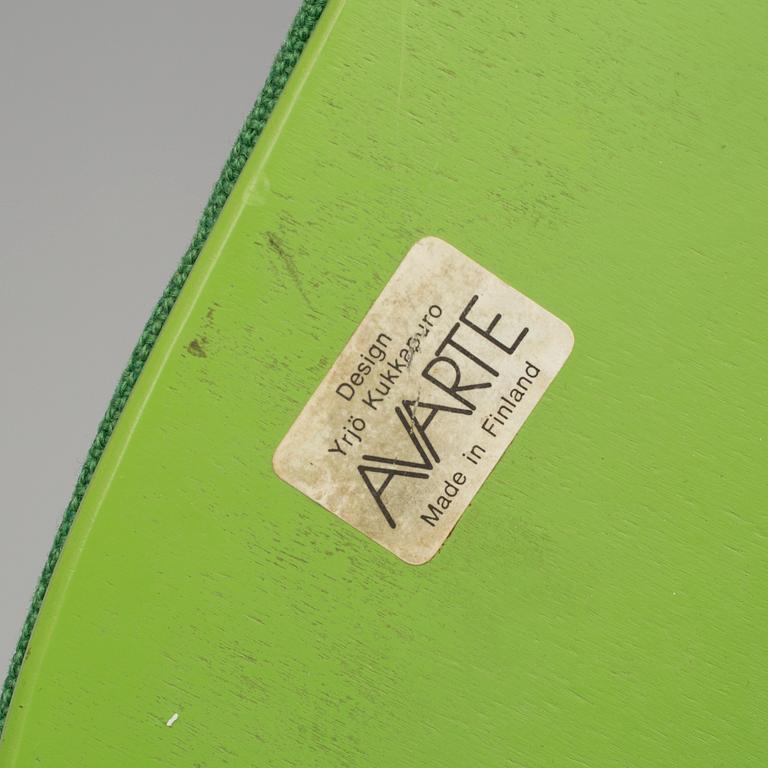 Design
Yrjö Kukkapuro
AVARTE
Made in Finland